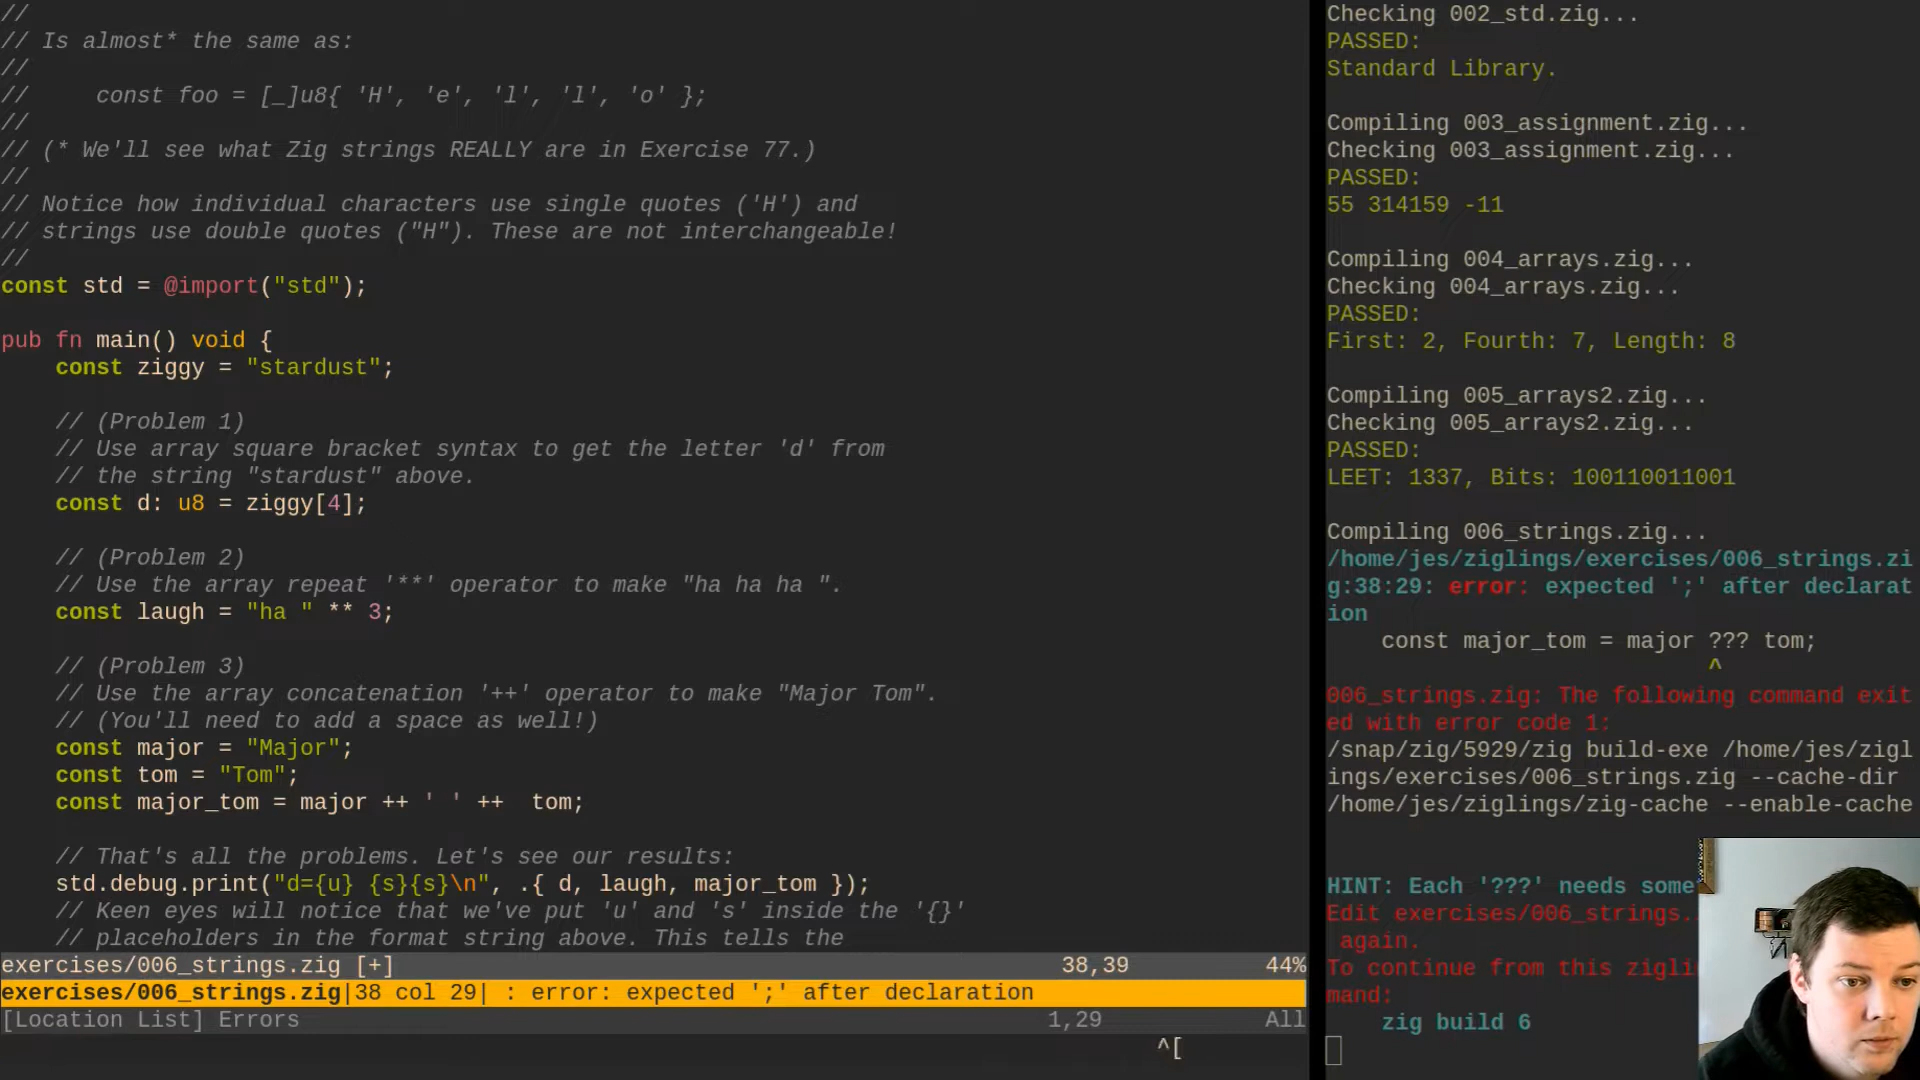 //
// Is almost* the same as:
//
//     const foo = [_]u8{ 'H', 'e', 'l', 'l', 'o' };
//
// (* We'll see what Zig strings REALLY are in Exercise 77.)
//
// Notice how individual characters use single quotes ('H') and
// strings use double quotes ("H"). These are not interchangeable!
//
const std = @import("std");
pub fn main() void {
    const ziggy = "stardust";
    // (Problem 1)
    // Use array square bracket syntax to get the letter 'd' from
    // the string "stardust" above.
    const d: u8 = ziggy[4];
    // (Problem 2)
    // Use the array repeat '**' operator to make "ha ha ha ".
    const laugh = "ha " ** 3;
    // (Problem 3)
    // Use the array concatenation '++' operator to make "Major Tom".
    // (You'll need to add a space as well!)
    const major = "Major";
    const tom = "Tom";
    const major_tom = major ++ ' ' ++  tom;
    // That's all the problems. Let's see our results:
    std.debug.print("d={u} {s}{s}\n", .{ d, laugh, major_tom });
    // Keen eyes will notice that we've put 'u' and 's' inside the '{}'
    // placeholders in the format string above. This tells the
exercises/006_strings.zig [+] 38,39 44%
exercises/006_strings.zig|38 col 29| : error: expected ';' after declaration
[Location List] Errors 1,29 All
^[
Checking 002_std.zig...
PASSED:
Standard Library.
Compiling 003_assignment.zig...
Checking 003_assignment.zig...
PASSED:
55 314159 -11
Compiling 004_arrays.zig...
Checking 004_arrays.zig...
PASSED:
First: 2, Fourth: 7, Length: 8
Compiling 005_arrays2.zig...
Checking 005_arrays2.zig...
PASSED:
LEET: 1337, Bits: 100110011001
Compiling 006_strings.zig...
/home/jes/ziglings/exercises/006_strings.zi
g:38:29: error: expected ';' after declarat
ion
    const major_tom = major ??? tom;
^
006_strings.zig: The following command exit
ed with error code 1:
/snap/zig/5929/zig build-exe /home/jes/zigl
ings/exercises/006_strings.zig --cache-dir
/home/jes/ziglings/zig-cache --enable-cache
HINT: Each '???' needs some
Edit exercises/006_strings.
again.
To continue from this zigli
mand:
    zig build 6